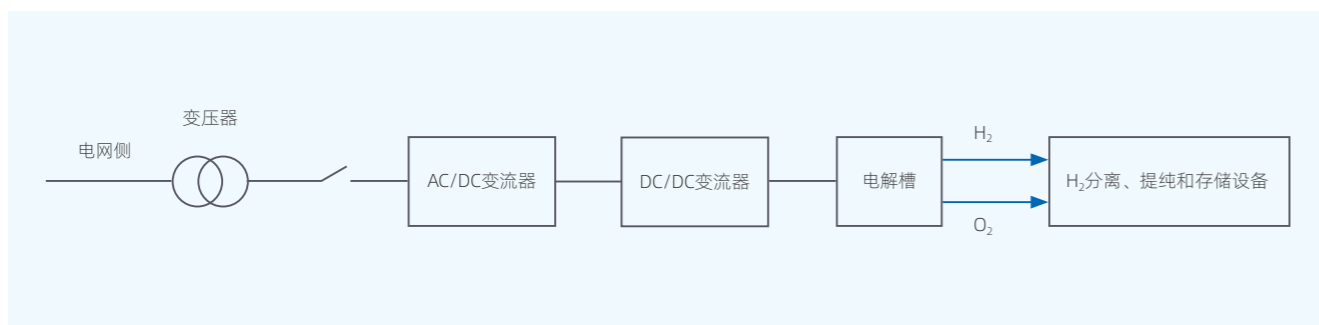 变压器
电网侧
AC/DC变流器
DC/DC变流器
电解槽
H₂
O₂
H₂分离、提纯和存储设备